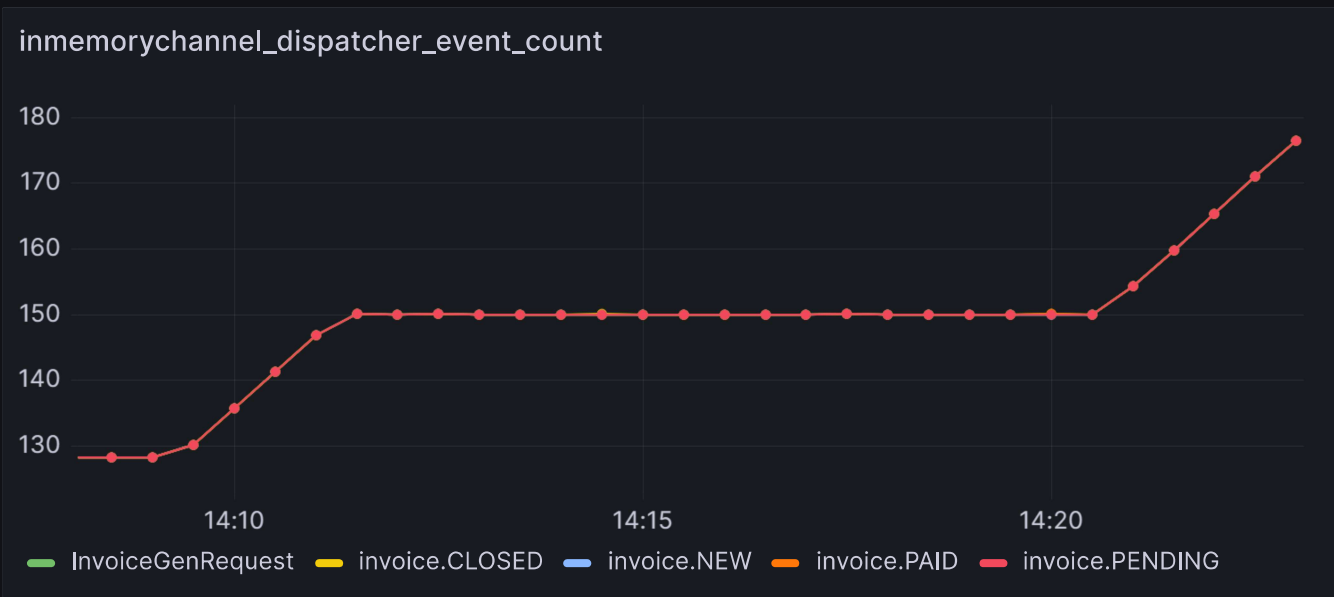 inmemorychannel_dispatcher_event_count
180
170
160
150
140
130
14:10 14:15 14:20
InvoiceGenRequest invoice.CLOSED invoice.NEW invoice.PAID invoice.PENDING